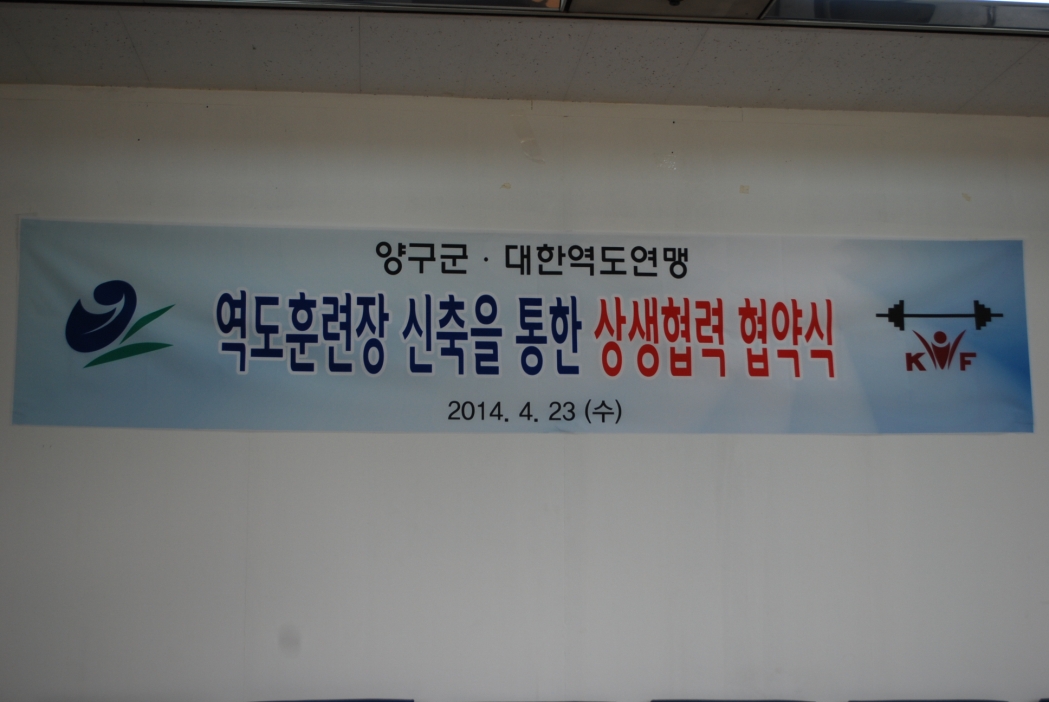 양구군 · 대한역도연맹
역도훈련장 신축을 통한 상생협력 협약식
KWF
2014. 4. 23 (수)